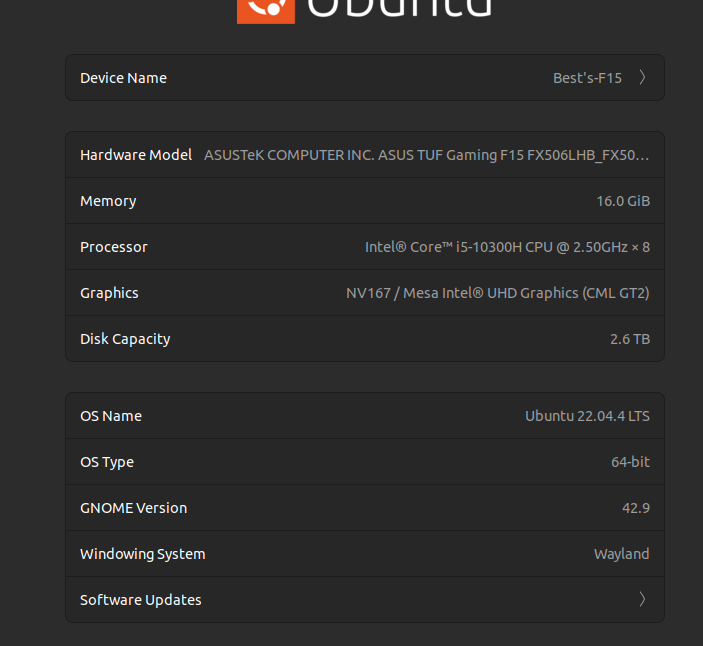 Ubuntu
Device Name Best's-F15
Hardware Model ASUSTeK COMPUTER INC. ASUS TUF Gaming F15 FX506LHB_FX50...
Memory 16.0 GiB
Processor Intel® Core™ i5-10300H CPU @ 2.50GHz × 8
Graphics NV167 / Mesa Intel® UHD Graphics (CML GT2)
Disk Capacity 2.6 TB
OS Name Ubuntu 22.04.4 LTS
OS Type 64-bit
GNOME Version 42.9
Windowing System Wayland
Software Updates